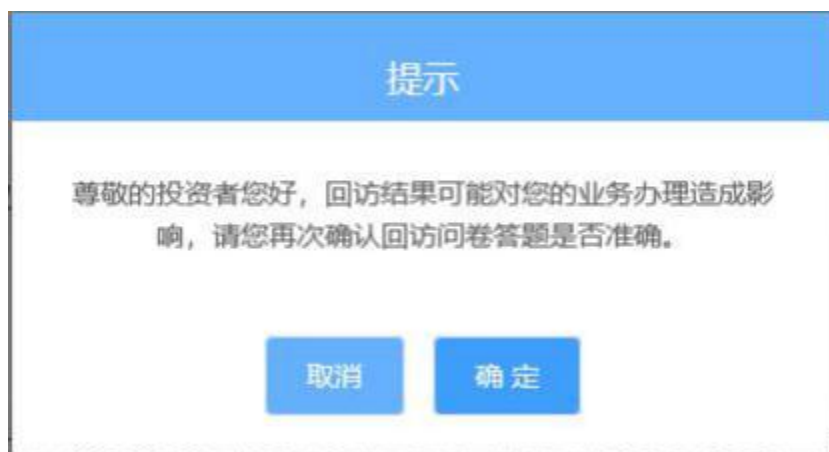 提示
尊敬的投资者您好，回访结果可能对您的业务办理造成影
响，请您再次确认回访问卷答题是否准确。
取消
确定